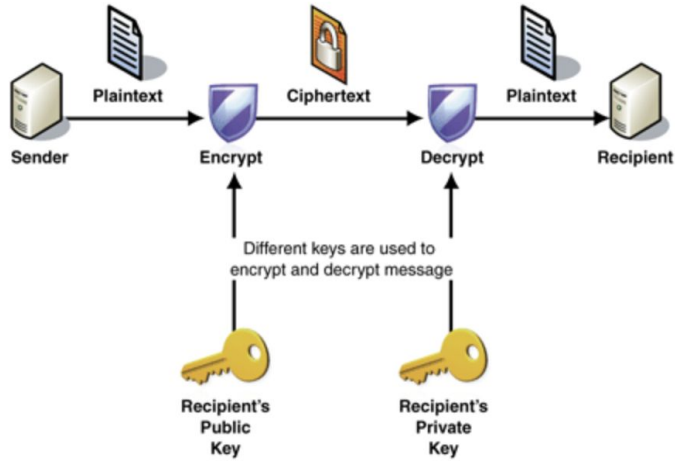 Plaintext
Ciphertext
Plaintext
Sender
Encrypt
Decrypt
Recipient
Different keys are used to
encrypt and decrypt message
Recipient's
Public
Key
Recipient's
Private
Key